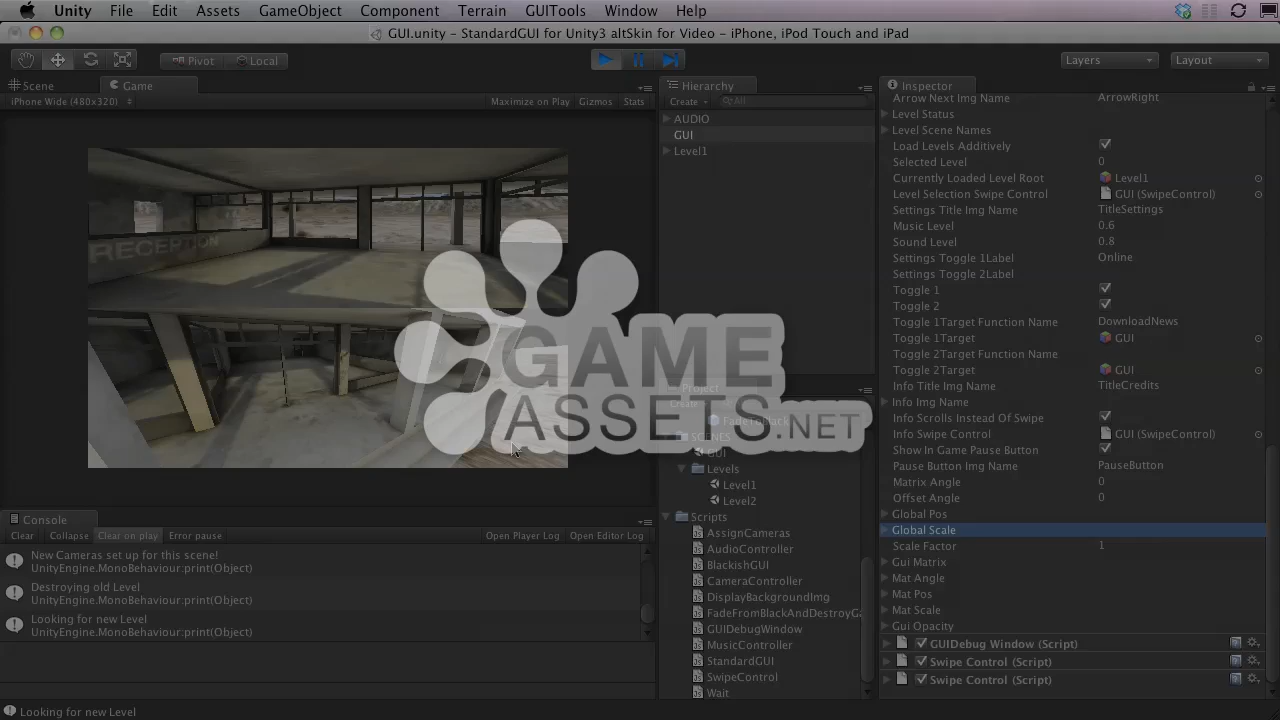 Unity File Edit Assets GameObject Component Terrain GUITools Window Help
GUI.unity - StandardGUI for Unity3 altSkin for Video - iPhone, iPod Touch and iPad
Pivot Local Layers Layout
Scene Game
iPhone Wide (480x320) Maximize on Play Gizmos Stats
RECEPTION
Hierarchy
Create All
AUDIO
GUI
Level1
Inspector
Arrow Next Img Name ArrowRight
Level Status
Level Scene Names
Load Levels Additively
Selected Level 0
Currently Loaded Level Root Level1
Level Selection Swipe Control GUI (SwipeControl)
Settings Title Img Name TitleSettings
Music Level 0.6
Sound Level 0.8
Settings Toggle 1Label Online
Settings Toggle 2Label
Toggle 1
Toggle 2
Toggle 1Target Function Name DownloadNews
Toggle 1Target GUI
Toggle 2Target Function Name
Toggle 2Target GUI
Info Title Img Name TitleCredits
Info Img Name
Info Scrolls Instead Of Swipe
Info Swipe Control GUI (SwipeControl)
Show In Game Pause Button
Pause Button Img Name PauseButton
Matrix Angle 0
Offset Angle 0
Global Pos
Global Scale
Scale Factor 1
Gui Matrix
Mat Angle
Mat Pos
Mat Scale
Gui Opacity
GUIDebug Window (Script)
Swipe Control (Script)
Swipe Control (Script)
GAME
ASSETS.NET
Project
Create
FadeToBlack
SCENES
GUI
Levels
Level1
Level2
Scripts
AssignCameras
AudioController
BlackishGUI
CameraController
DisplayBackgroundImg
FadeFromBlackAndDestroyGa
GUIDebugWindow
MusicController
StandardGUI
SwipeControl
Wait
Console
Clear Collapse Clear on play Error pause Open Player Log Open Editor Log
New Cameras set up for this scene!
UnityEngine.MonoBehaviour:print(Object)
Destroying old Level
UnityEngine.MonoBehaviour:print(Object)
Looking for new Level
UnityEngine.MonoBehaviour:print(Object)
Looking for new Level